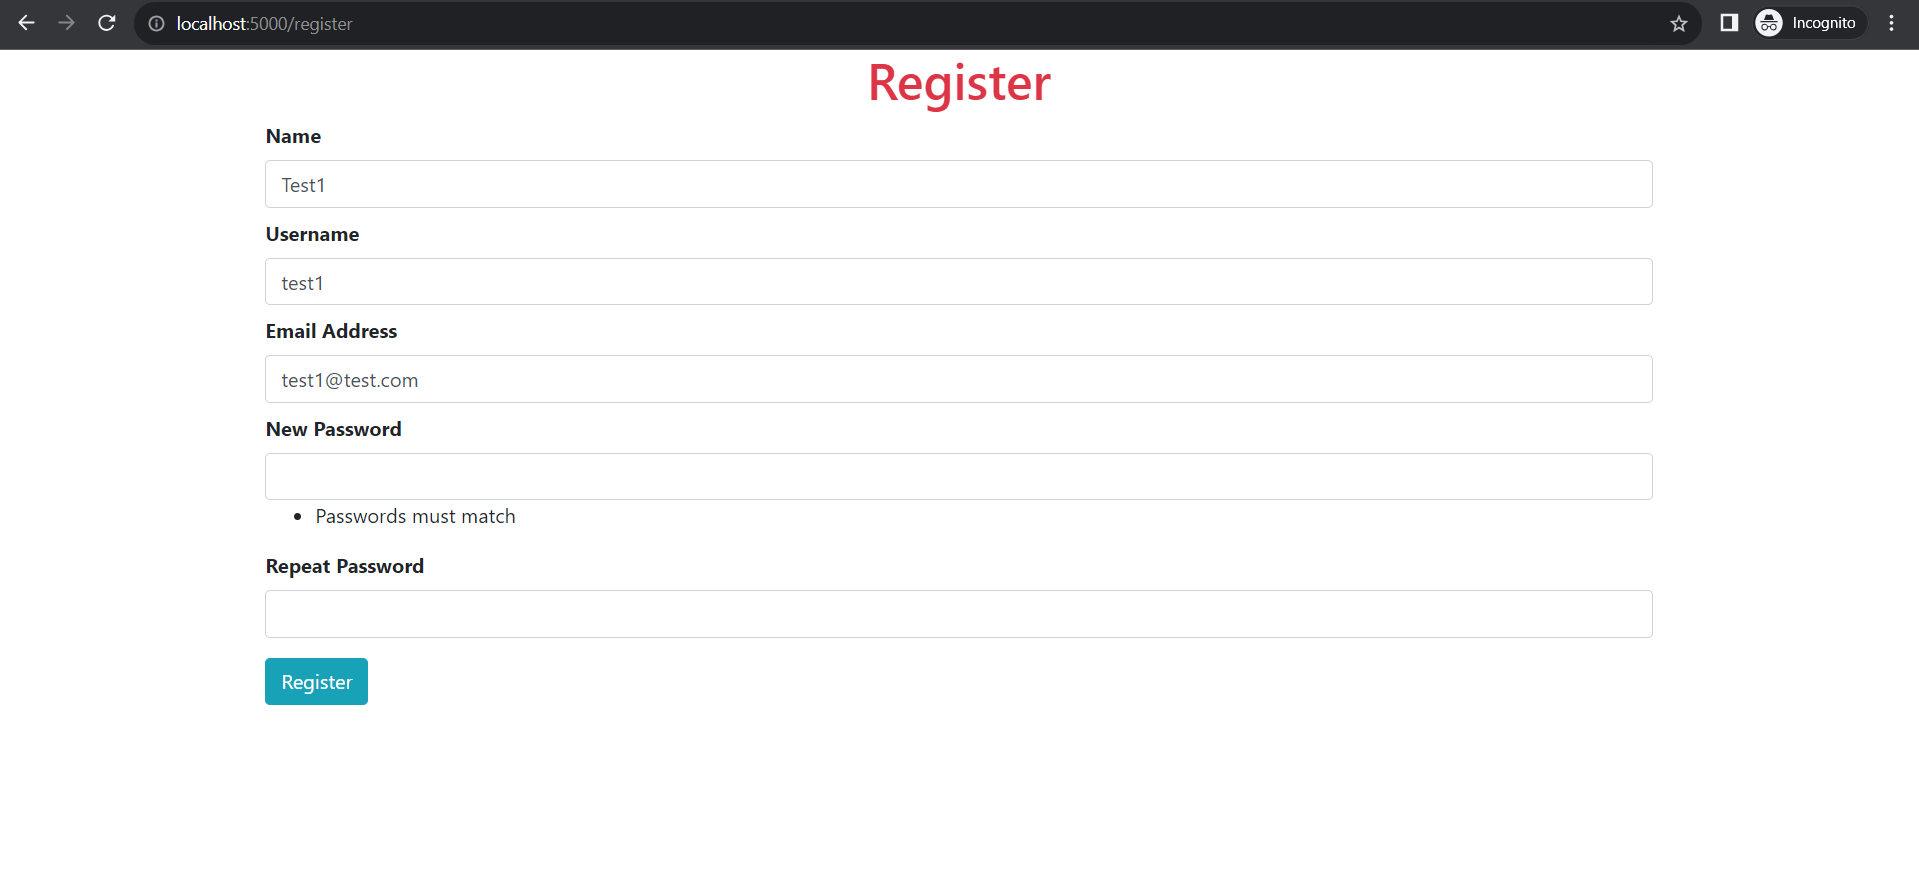 localhost:5000/register
Incognito
Register
Name
Test1
Username
test1
Email Address
test1@test.com
New Password
Passwords must match
Repeat Password
Register